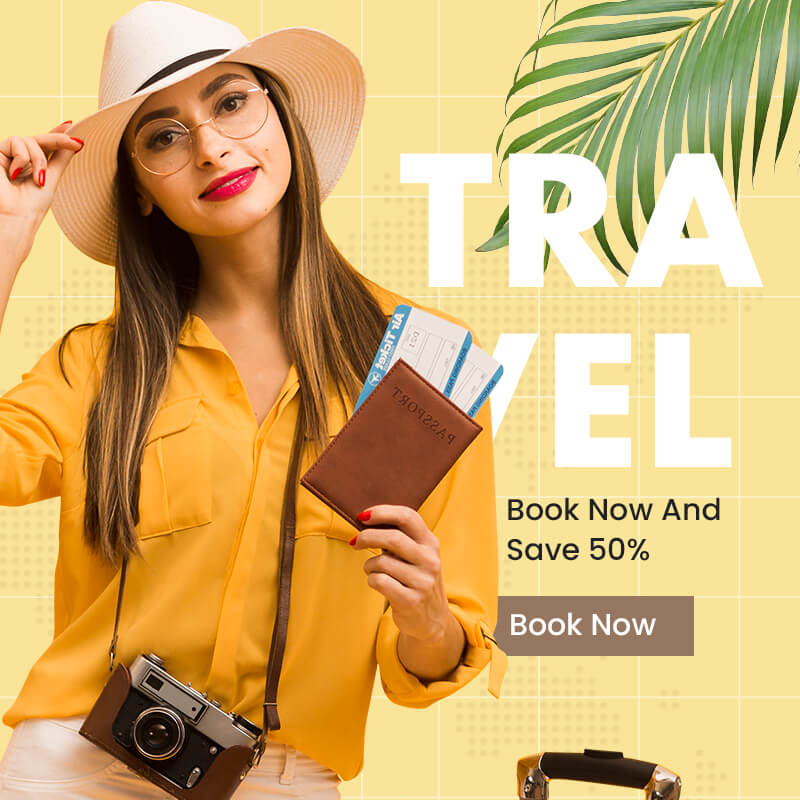 TRA
VEL
Air Ticket
PASSPORT
Book Now And
Save 50%
Book Now